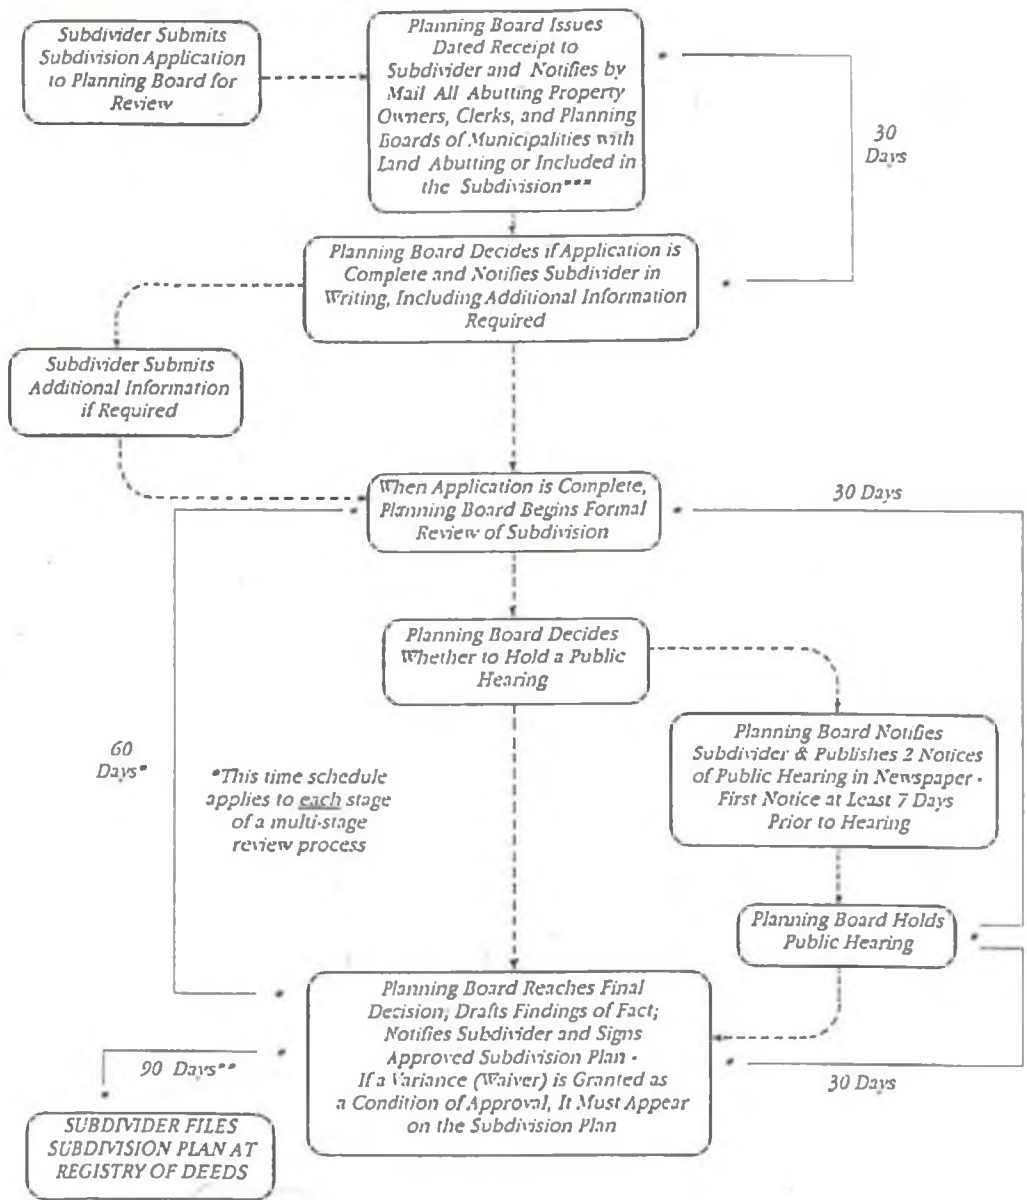 Subdivider Submits
Subdivision Application
to Planning Board for
Review
Planning Board Issues
Dated Receipt to
Subdivider and Notifies by
Mail All Abutting Property
Owners, Clerks, and Planning
Boards of Municipalities with
Land Abutting or Included in
the Subdivision***
30
Days
Planning Board Decides if Application is
Complete and Notifies Subdivider in
Writing, Including Additional Information
Required
Subdivider Submits
Additional Information
if Required
When Application is Complete,
Planning Board Begins Formal
Review of Subdivision
30 Days
Planning Board Decides
Whether to Hold a Public
Hearing
60
Days*
*This time schedule
applies to each stage
of a multi-stage
review process
Planning Board Notifies
Subdivider & Publishes 2 Notices
of Public Hearing in Newspaper -
First Notice at Least 7 Days
Prior to Hearing
Planning Board Holds
Public Hearing
Planning Board Reaches Final
Decision, Drafts Findings of Fact;
Notifies Subdivider and Signs
Approved Subdivision Plan -
If a Variance (Waiver) is Granted as
a Condition of Approval, It Must Appear
on the Subdivision Plan
90 Days**
30 Days
SUBDIVIDER FILES
SUBDIVISION PLAN AT
REGISTRY OF DEEDS